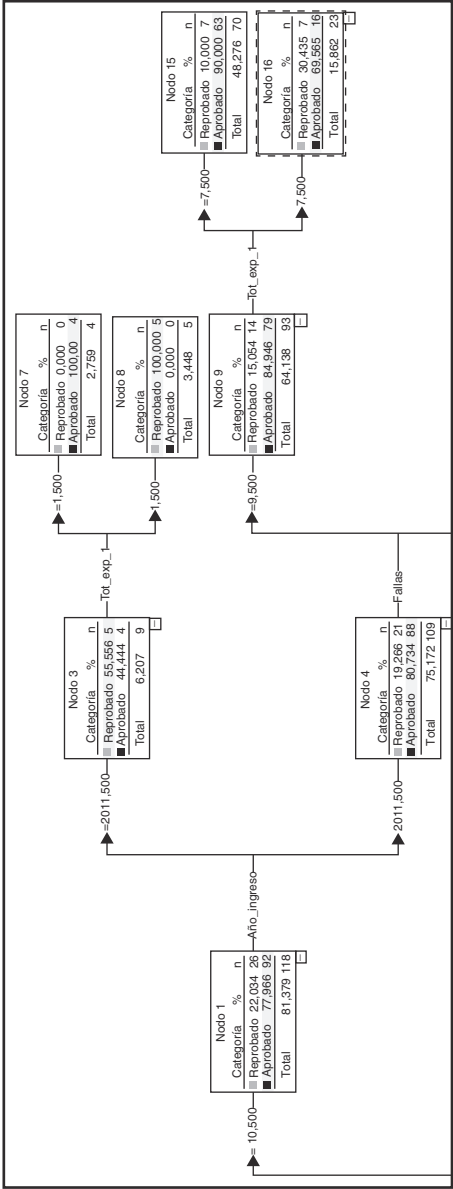 = 10,500
Nodo 1
Categoría % n
Reprobado 22,034 26
Aprobado 77,966 92
Total 81,379 118
Año_ingreso
=2011,500
Nodo 3
Categoría % n
Reprobado 55,556 5
Aprobado 44,444 4
Total 6,207 9
Tot_exp_1
=1,500
Nodo 7
Categoría % n
Reprobado 0,000 0
Aprobado 100,00 4
Total 2,759 4
1,500
Nodo 8
Categoría % n
Reprobado 100,000 5
Aprobado 0,000 0
Total 3,448 5
2011,500
Nodo 4
Categoría % n
Reprobado 19,266 21
Aprobado 80,734 88
Total 75,172 109
Fallas
=9,500
Nodo 9
Categoría % n
Reprobado 15,054 14
Aprobado 84,946 79
Total 64,138 93
Tot_exp_1
=7,500
Nodo 15
Categoría % n
Reprobado 10,000 7
Aprobado 90,000 63
Total 48,276 70
7,500
Nodo 16
Categoría % n
Reprobado 30,435 7
Aprobado 69,565 16
Total 15,862 23